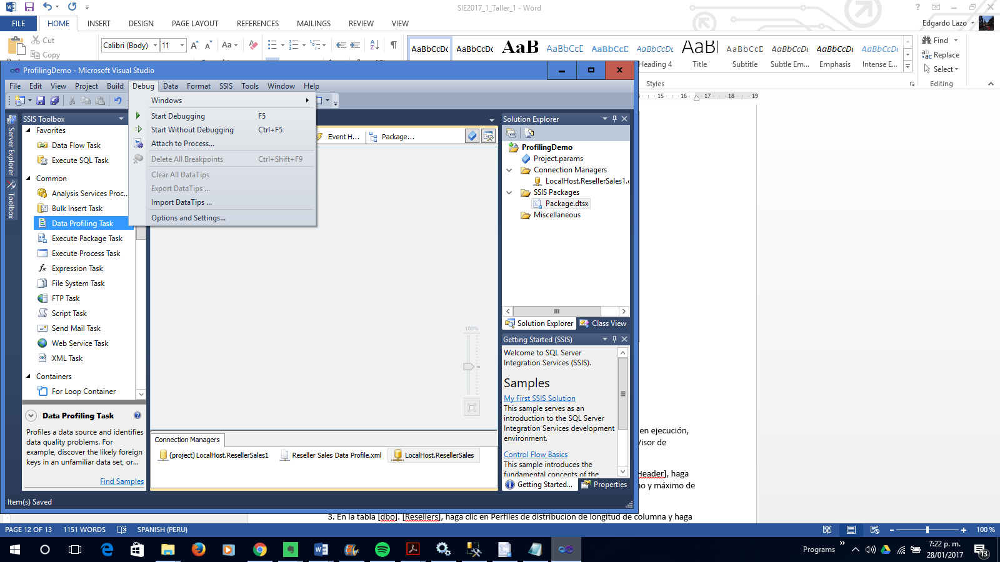 SIE2017_1_Taller_1 - Word
FILE HOME INSERT DESIGN PAGE LAYOUT REFERENCES MAILINGS REVIEW VIEW
Edgardo Lazo
Cut
Copy
Calibri (Body) 11
Aa
AaBbCcDc AaBbCcDc AaB AaBbCcD AaBbCcD AaBbCcDc AaBbl AaBbCcD AaBbCcDc AaBbCcDc AaBbCcDc
Heading 4 Title Subtitle Subtle Em... Emphasis Intense E...
Styles
Find
Replace
Select
Editing
15 16 17 18 19
ProfilingDemo - Microsoft Visual Studio
File Edit View Project Build Debug Data Format SSIS Tools Window Help
Windows
Start Debugging F5
Start Without Debugging Ctrl+F5
Attach to Process...
Delete All Breakpoints Ctrl+Shift+F9
Clear All DataTips
Export DataTips ...
Import DataTips ...
Options and Settings...
Server Explorer
Toolbox
SSIS Toolbox
Favorites
Data Flow Task
Execute SQL Task
Common
Analysis Services Proc...
Bulk Insert Task
Data Profiling Task
Execute Package Task
Execute Process Task
Expression Task
File System Task
FTP Task
Script Task
Send Mail Task
Web Service Task
XML Task
Containers
For Loop Container
Data Profiling Task
Profiles a data source and identifies
data quality problems. For
example, discover the likely foreign
keys in an unfamiliar data set, or...
Find Samples
Event H... Package...
100%
Connection Managers
(project) LocalHost.ResellerSales1 Reseller Sales Data Profile.xml LocalHost.ResellerSales
Solution Explorer
ProfilingDemo
Project.params
Connection Managers
LocalHost.ResellerSales1.c
SSIS Packages
Package.dtsx
Miscellaneous
Solution Explorer Class View
Getting Started (SSIS)
Welcome to SQL Server
Integration Services (SSIS).
Samples
My First SSIS Solution
This sample serves as an
introduction to the SQL Server
Integration Services development
environment.
Control Flow Basics
This sample introduces the
fundamental concepts of the
Getting Started... Properties
Item(s) Saved
en ejecución,
Visor de
Header], haga
o y máximo de
3. En la tabla [dbo]. [Resellers], haga clic en Perfiles de distribución de longitud de columna y haga
PAGE 12 OF 13 1151 WORDS SPANISH (PERU) 100 %
Programs
7:22 p. m.
28/01/2017
13